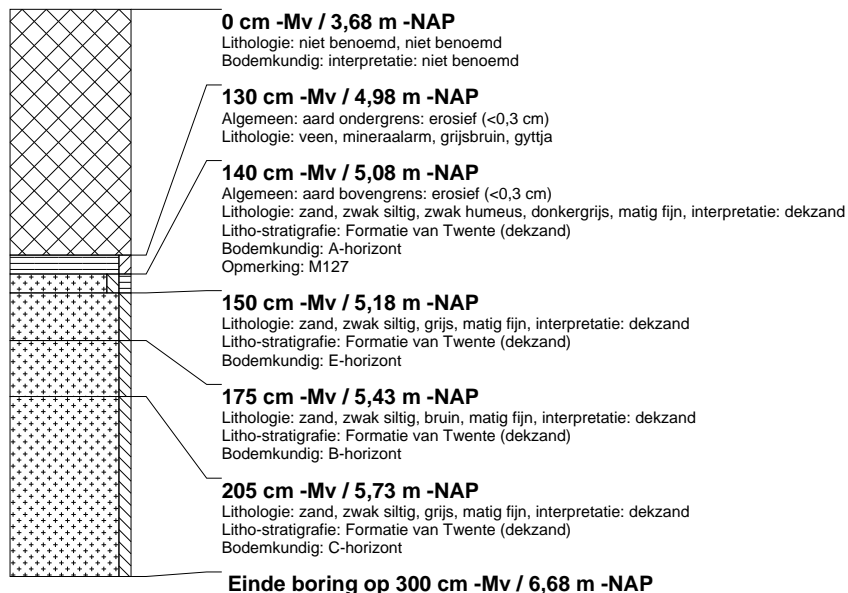 0 cm -Mv / 3,68 m -NAP
Lithologie: niet benoemd, niet benoemd
Bodemkundig: interpretatie: niet benoemd
130 cm -Mv / 4,98 m -NAP
Algemeen: aard ondergrens: erosief (<0,3 cm)
Lithologie: veen, mineraalarm, grijsbruin, gyttja
140 cm -Mv / 5,08 m -NAP
Algemeen: aard bovengrens: erosief (<0,3 cm)
Lithologie: zand, zwak siltig, zwak humeus, donkergrijs, matig fijn, interpretatie: dekzand
Litho-stratigrafie: Formatie van Twente (dekzand)
Bodemkundig: A-horizont
Opmerking: M127
150 cm -Mv / 5,18 m -NAP
Lithologie: zand, zwak siltig, grijs, matig fijn, interpretatie: dekzand
Litho-stratigrafie: Formatie van Twente (dekzand)
Bodemkundig: E-horizont
175 cm -Mv / 5,43 m -NAP
Lithologie: zand, zwak siltig, bruin, matig fijn, interpretatie: dekzand
Litho-stratigrafie: Formatie van Twente (dekzand)
Bodemkundig: B-horizont
205 cm -Mv / 5,73 m -NAP
Lithologie: zand, zwak siltig, grijs, matig fijn, interpretatie: dekzand
Litho-stratigrafie: Formatie van Twente (dekzand)
Bodemkundig: C-horizont
Einde boring op 300 cm -Mv / 6,68 m -NAP